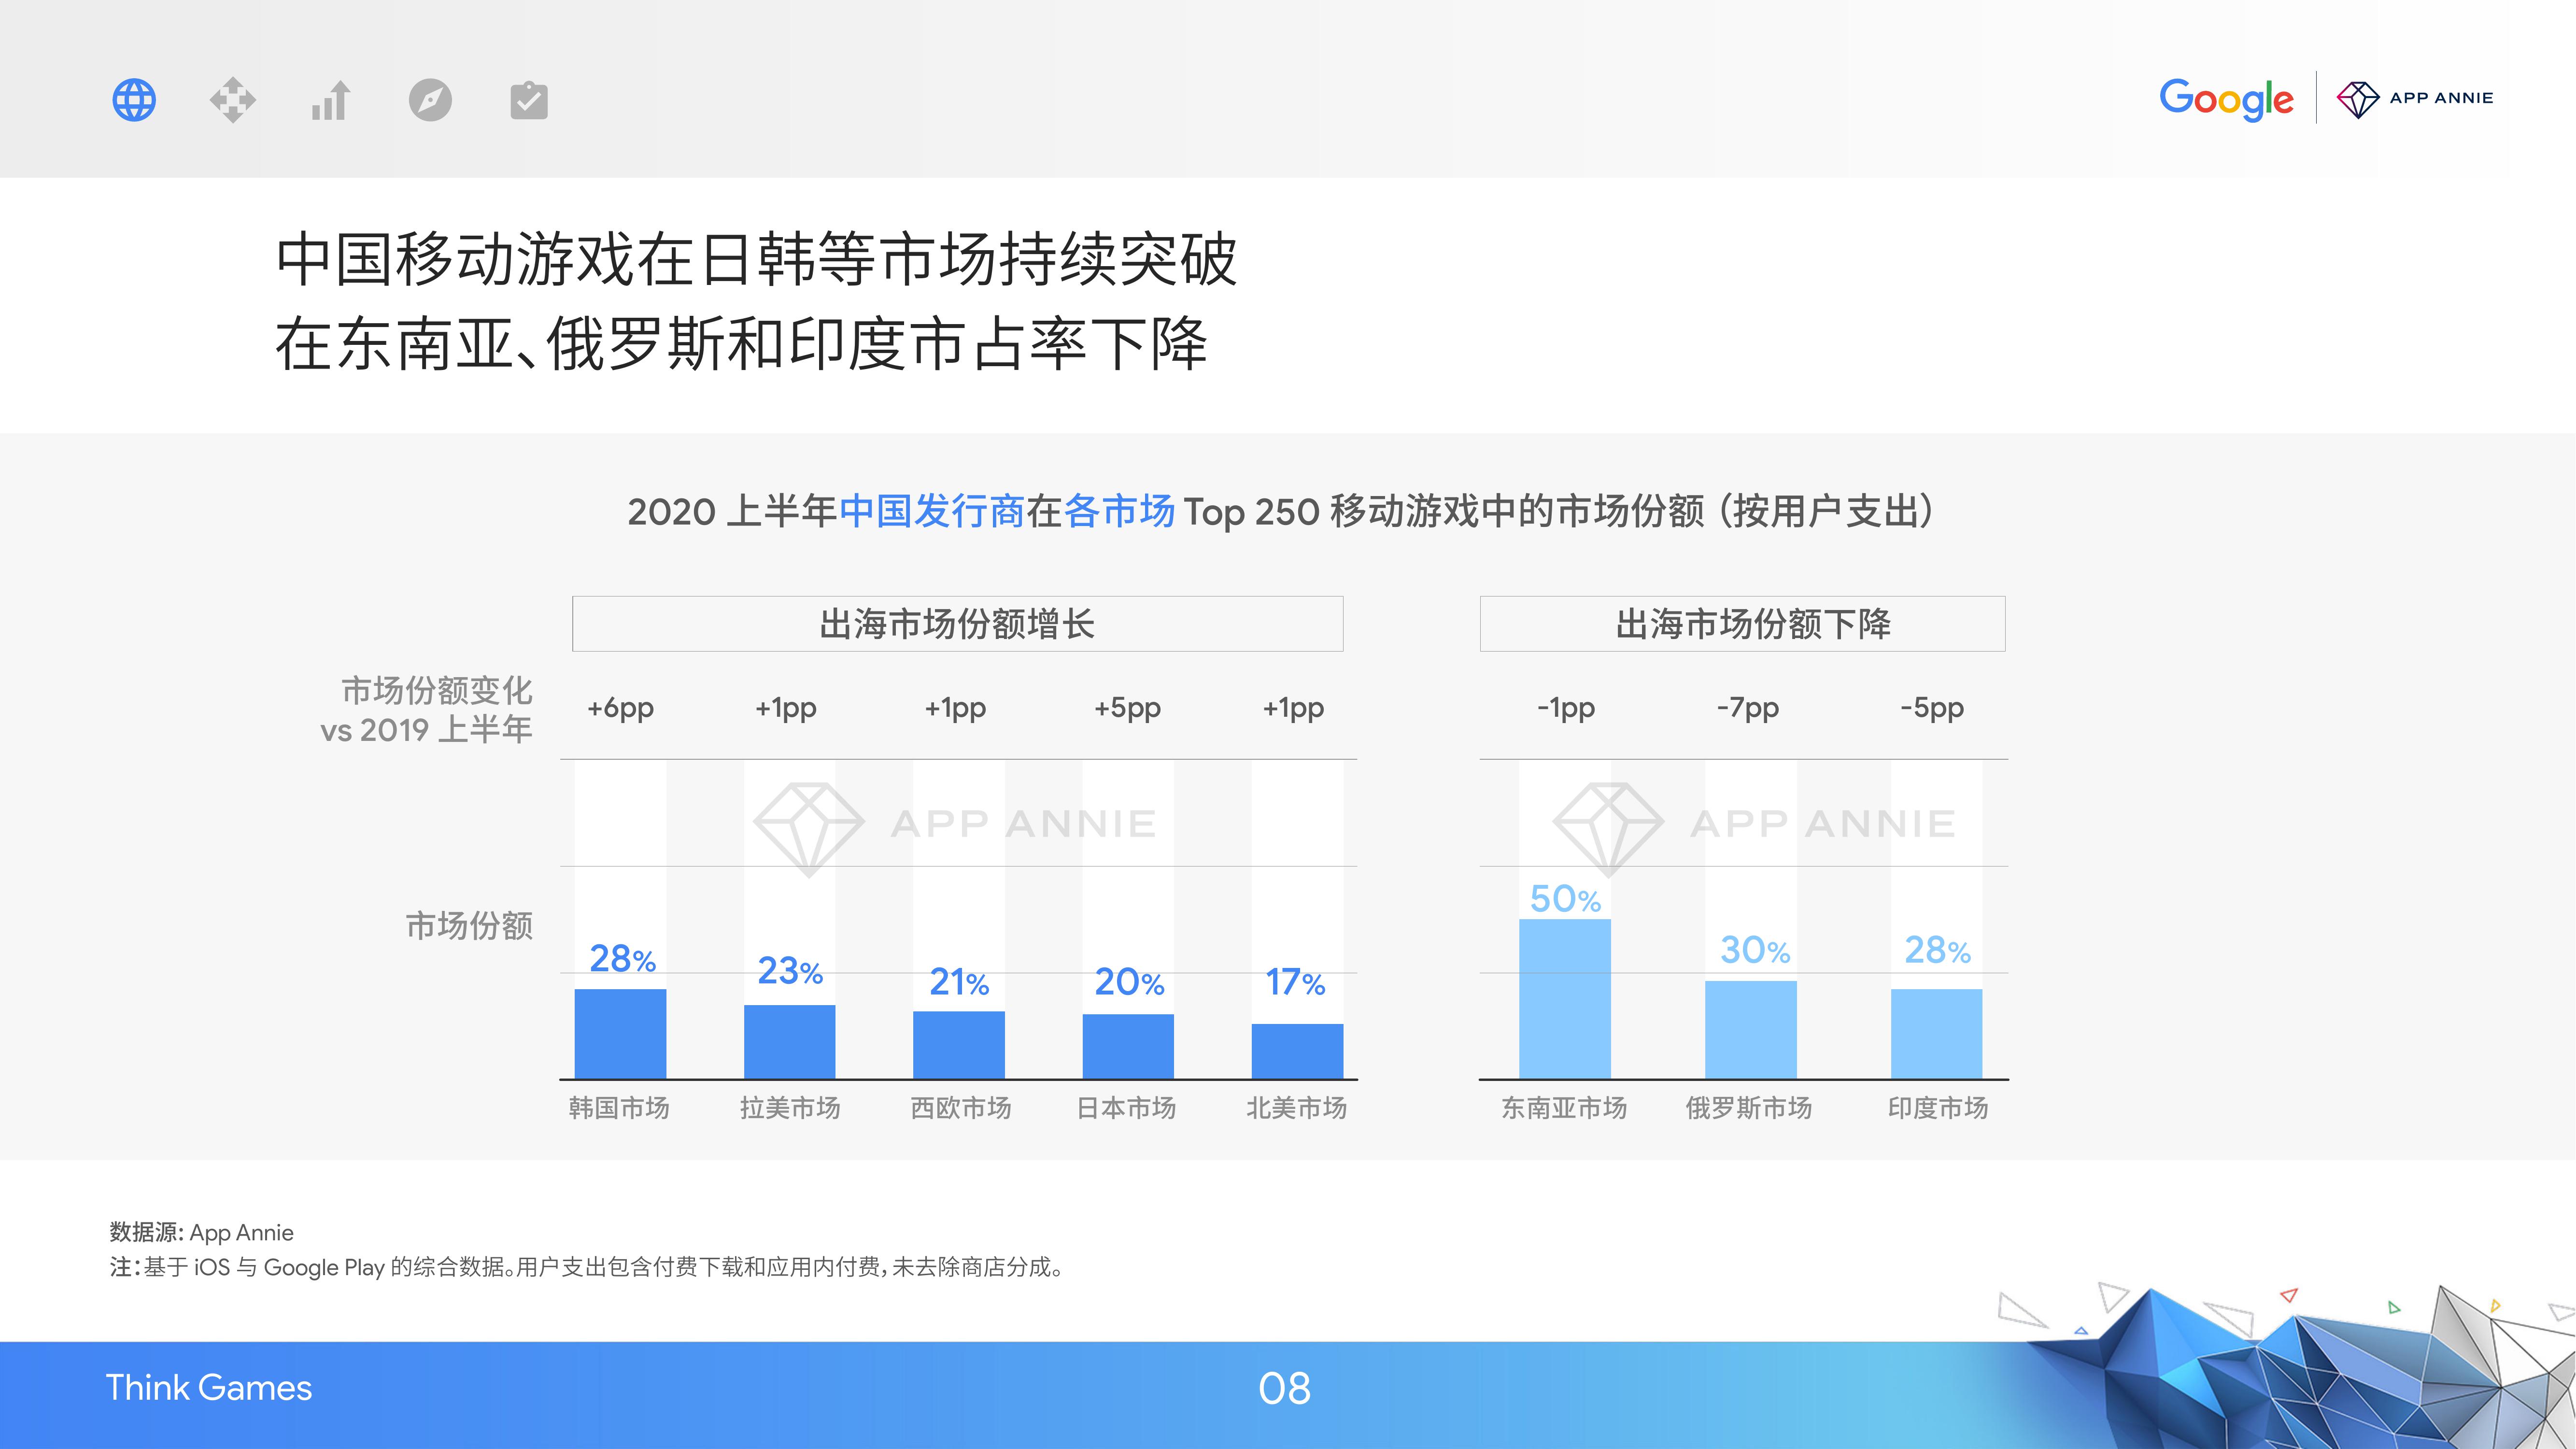 Google
APP ANNIE
中国移动游戏在日韩等市场持续突破
在东南亚、俄罗斯和印度市占率下降
2020 上半年中国发行商在各市场 Top 250 移动游戏中的市场份额（按用户支出）
出海市场份额增长
出海市场份额下降
市场份额变化
vs 2019 上半年
+6pp +1pp +1pp +5pp +1pp
-1pp -7pp -5pp
APP ANNIE
APP ANNIE
市场份额
28% 23% 21% 20% 17%
50% 30% 28%
韩国市场 拉美市场 西欧市场 日本市场 北美市场
东南亚市场 俄罗斯市场 印度市场
数据源: App Annie
注：基于 iOS 与 Google Play 的综合数据。用户支出包含付费下载和应用内付费，未去除商店分成。
Think Games
08